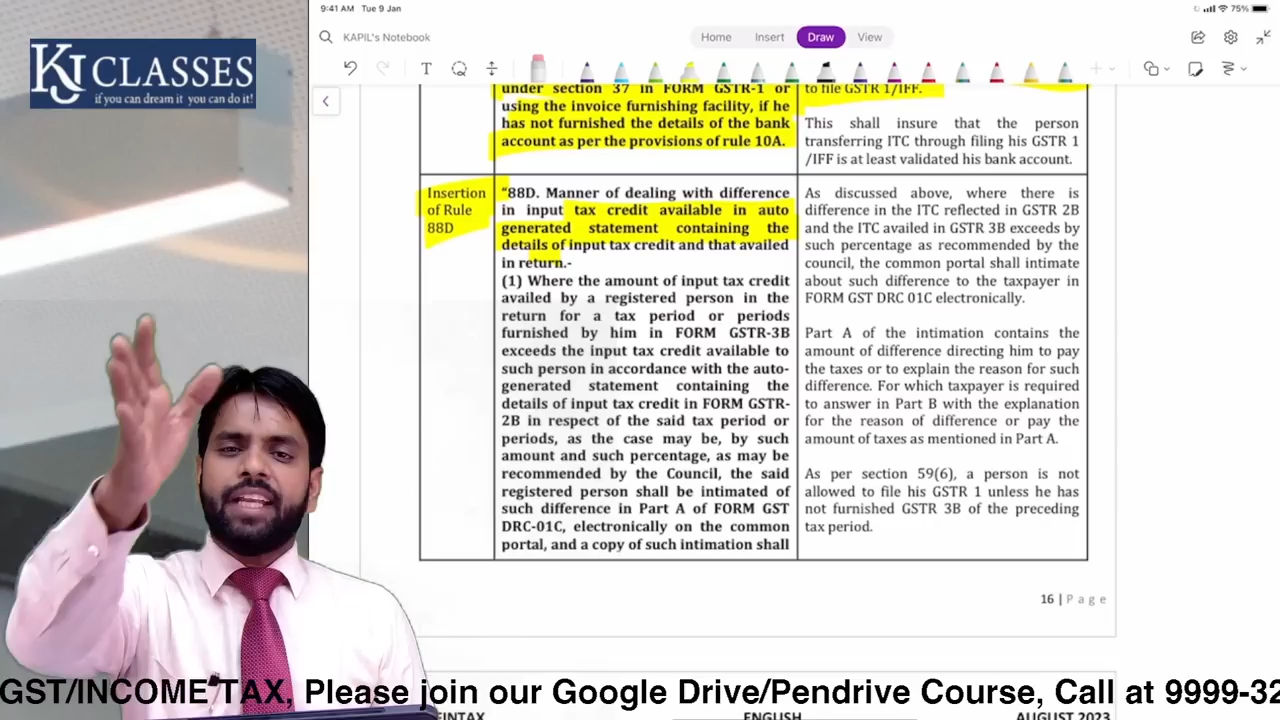 9:41 AM Tue 9 Jan
75%
KJ CLASSES
if you can dream it you can do it!
KAPIL's Notebook
Home Insert Draw View
T
under section 37 in FORM GSTR-1 or
using the invoice furnishing facility, if he
has not furnished the details of the bank
account as per the provisions of rule 10A.
to file GSTR 1/IFF.
This shall insure that the person
transferring ITC through filing his GSTR 1
/IFF is at least validated his bank account.
Insertion
of Rule
88D
"88D. Manner of dealing with difference
in input tax credit available in auto
generated statement containing the
details of input tax credit and that availed
in return.-
(1) Where the amount of input tax credit
availed by a registered person in the
return for a tax period or periods
furnished by him in FORM GSTR-3B
exceeds the input tax credit available to
such person in accordance with the auto-
generated statement containing the
details of input tax credit in FORM GSTR-
2B in respect of the said tax period or
periods, as the case may be, by such
amount and such percentage, as may be
recommended by the Council, the said
registered person shall be intimated of
such difference in Part A of FORM GST
DRC-01C, electronically on the common
portal, and a copy of such intimation shall
As discussed above, where there is
difference in the ITC reflected in GSTR 2B
and the ITC availed in GSTR 3B exceeds by
such percentage as recommended by the
council, the common portal shall intimate
about such difference to the taxpayer in
FORM GST DRC 01C electronically.
Part A of the intimation contains the
amount of difference directing him to pay
the taxes or to explain the reason for such
difference. For which taxpayer is required
to answer in Part B with the explanation
for the reason of difference or pay the
amount of taxes as mentioned in Part A.
As per section 59(6), a person is not
allowed to file his GSTR 1 unless he has
not furnished GSTR 3B of the preceding
tax period.
16 | Page
GST/INCOME TAX, Please join our Google Drive/Pendrive Course, Call at 9999-32
FINTAX ENGLISH AUGUST 2023